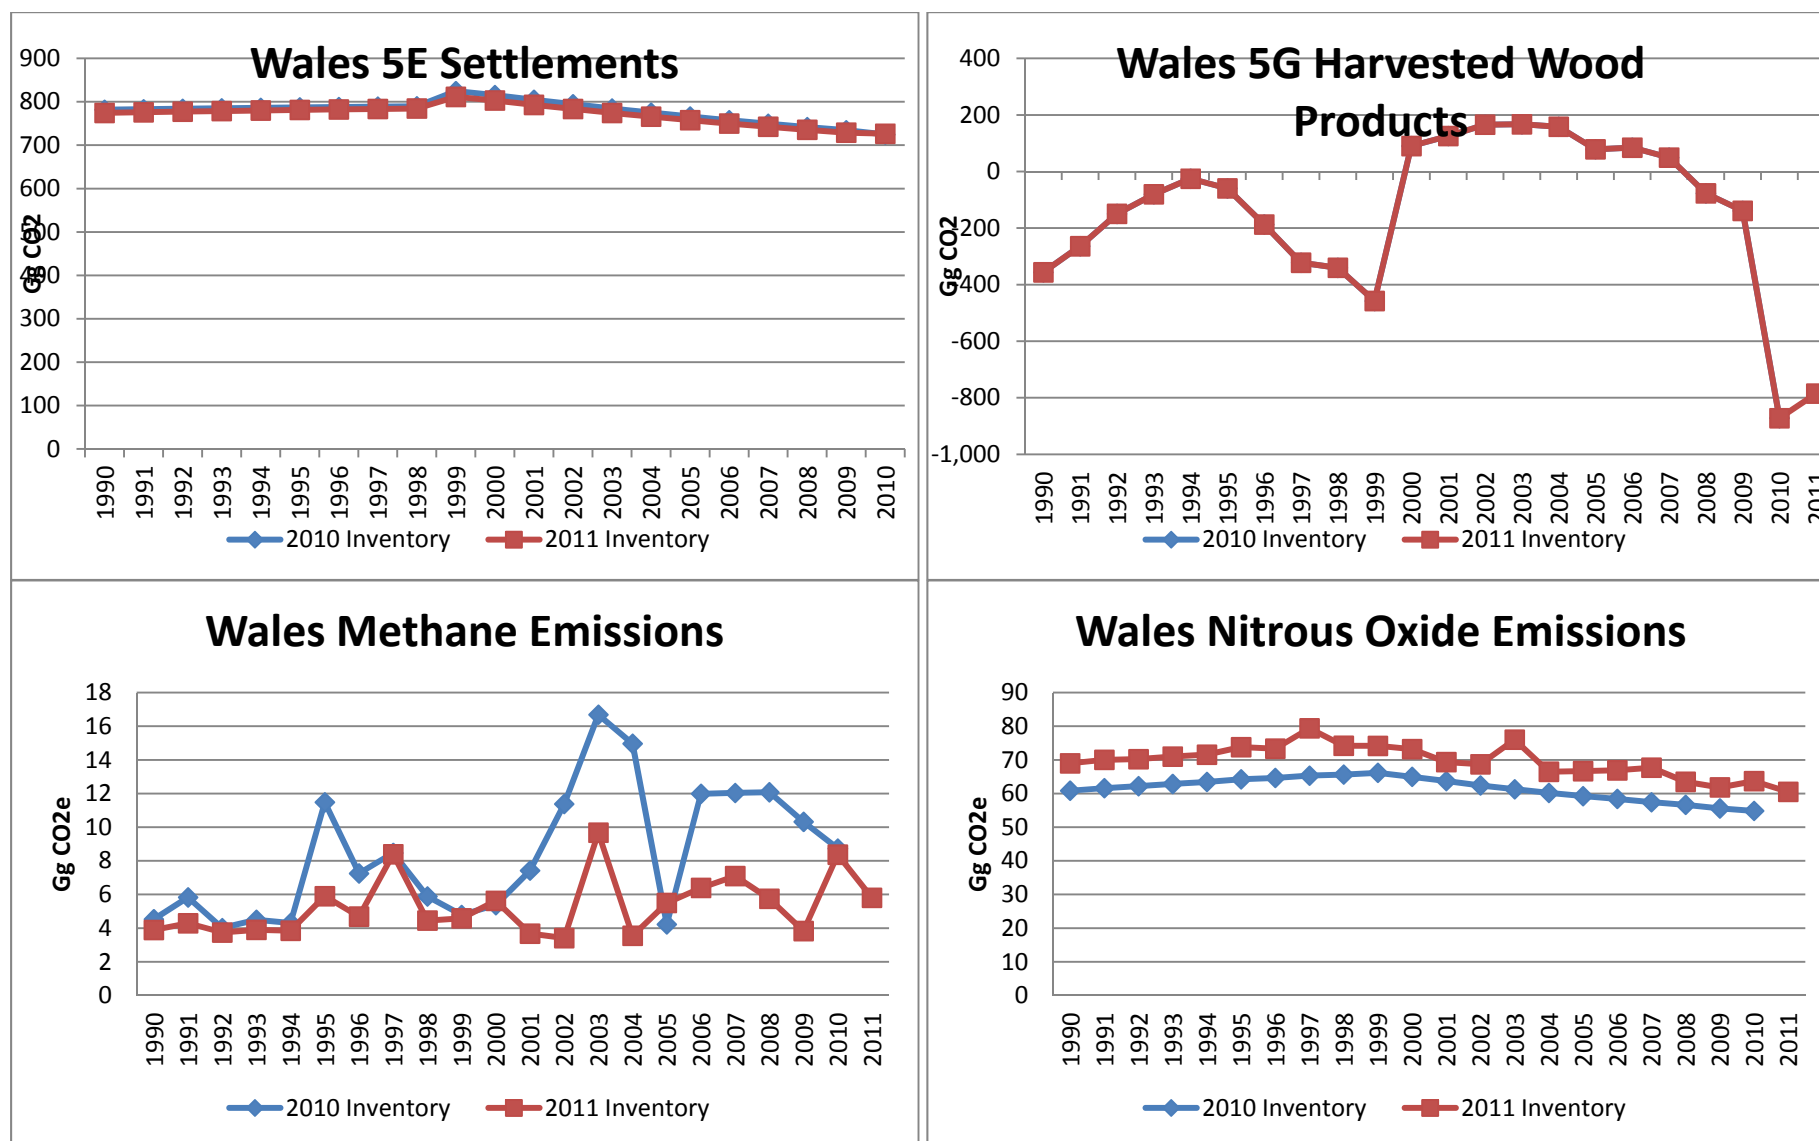 Wales 5E Settlements
900
800
700
600
500
400
300
200
100
0
Gg CO2
1990 1991 1992 1993 1994 1995 1996 1997 1998 1999 2000 2001 2002 2003 2004 2005 2006 2007 2008 2009 2010
2010 Inventory 2011 Inventory
Wales 5G Harvested Wood
Products
400
200
0
-200
-400
-600
-800
-1,000
Gg CO2
1990 1991 1992 1993 1994 1995 1996 1997 1998 1999 2000 2001 2002 2003 2004 2005 2006 2007 2008 2009 2010 2011
2010 Inventory 2011 Inventory
Wales Methane Emissions
18
16
14
12
10
8
6
4
2
0
Gg CO2e
1990 1991 1992 1993 1994 1995 1996 1997 1998 1999 2000 2001 2002 2003 2004 2005 2006 2007 2008 2009 2010 2011
2010 Inventory 2011 Inventory
Wales Nitrous Oxide Emissions
90
80
70
60
50
40
30
20
10
0
Gg CO2e
1990 1991 1992 1993 1994 1995 1996 1997 1998 1999 2000 2001 2002 2003 2004 2005 2006 2007 2008 2009 2010 2011
2010 Inventory 2011 Inventory